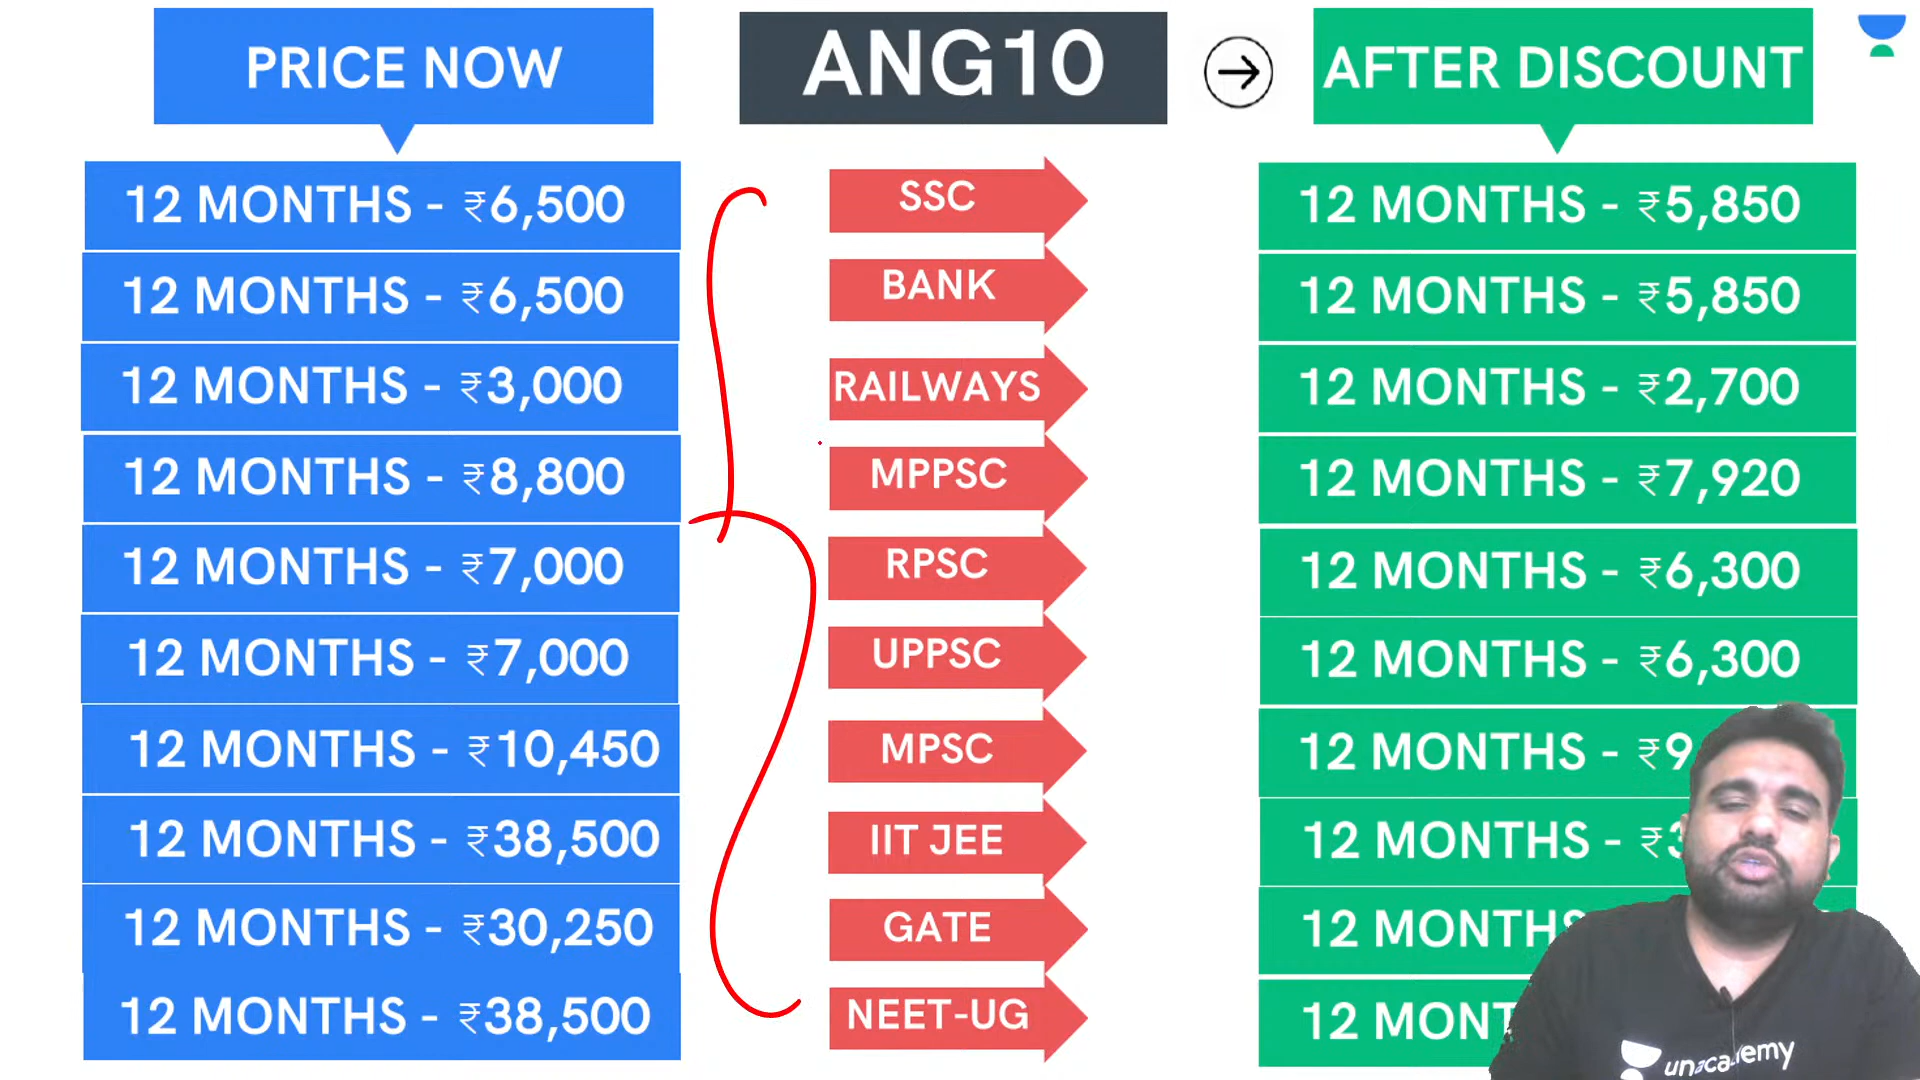 PRICE NOW
ANG10
AFTER DISCOUNT
12 MONTHS - ₹6,500
SSC
12 MONTHS - ₹5,850
12 MONTHS - ₹6,500
BANK
12 MONTHS - ₹5,850
12 MONTHS - ₹3,000
RAILWAYS
12 MONTHS - ₹2,700
12 MONTHS - ₹8,800
MPPSC
12 MONTHS - ₹7,920
12 MONTHS - ₹7,000
RPSC
12 MONTHS - ₹6,300
12 MONTHS - ₹7,000
UPPSC
12 MONTHS - ₹6,300
12 MONTHS - ₹10,450
MPSC
12 MONTHS - ₹9
12 MONTHS - ₹38,500
IIT JEE
12 MONTHS - ₹3
12 MONTHS - ₹30,250
GATE
12 MONTHS
12 MONTHS - ₹38,500
NEET-UG
12 MONT
unacademy